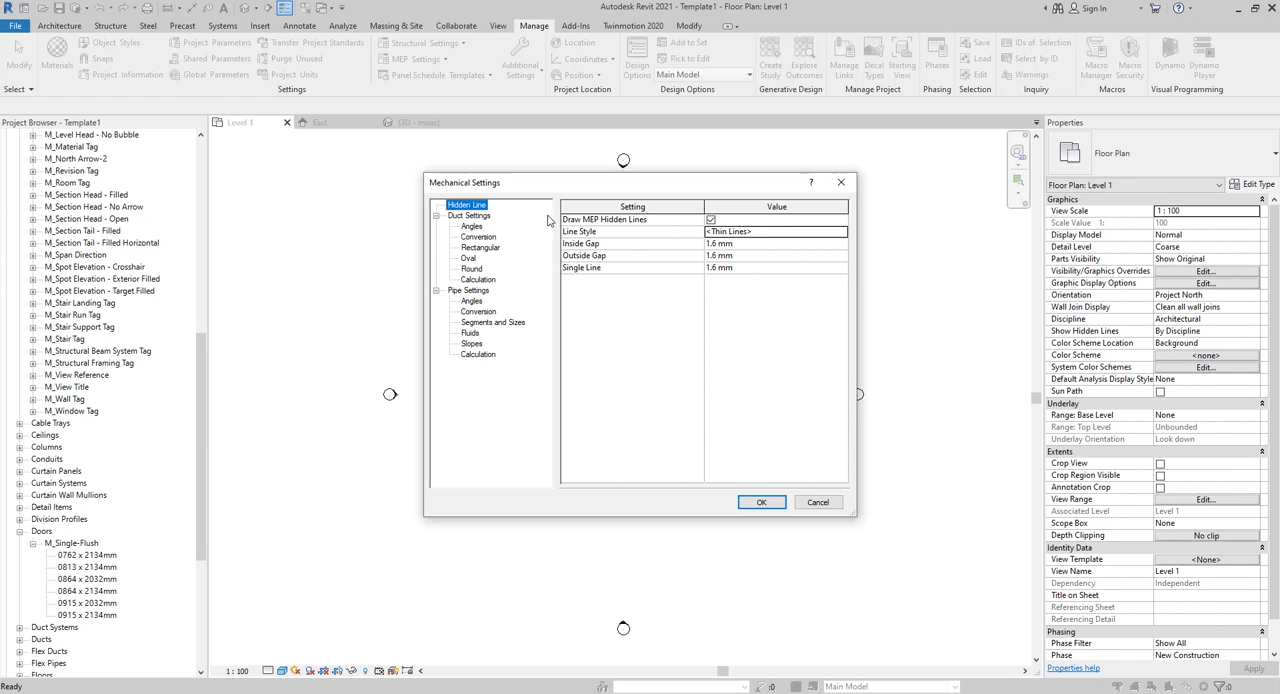 Autodesk Revit 2021 - Template1 - Floor Plan: Level 1
Sign In
File Architecture Structure Steel Precast Systems Insert Annotate Analyze Massing & Site Collaborate View Manage Add-Ins Twinmotion 2020 Modify
Modify
Materials
Object Styles
Snaps
Project Information
Project Parameters
Shared Parameters
Global Parameters
Transfer Project Standards
Purge Unused
Project Units
Structural Settings
MEP Settings
Panel Schedule Templates
Additional Settings
Location
Coordinates
Position
Design Options
Add to Set
Pick to Edit
Main Model
Create Study
Explore Outcomes
Manage Links
Decal Types
Starting View
Phases
Save
Load
Edit
IDs of Selection
Select by ID
Warnings
Macro Manager
Macro Security
Dynamo
Dynamo Player
Select Settings Project Location Design Options Generative Design Manage Project Phasing Selection Inquiry Macros Visual Programming
Project Browser - Template1
M_Level Head - No Bubble
M_Material Tag
M_North Arrow-2
M_Revision Tag
M_Room Tag
M_Section Head - Filled
M_Section Head - No Arrow
M_Section Head - Open
M_Section Tail - Filled
M_Section Tail - Filled Horizontal
M_Span Direction
M_Spot Elevation - Crosshair
M_Spot Elevation - Exterior Filled
M_Spot Elevation - Target Filled
M_Stair Landing Tag
M_Stair Run Tag
M_Stair Support Tag
M_Stair Tag
M_Structural Beam System Tag
M_Structural Framing Tag
M_View Reference
M_View Title
M_Wall Tag
M_Window Tag
Cable Trays
Ceilings
Columns
Conduits
Curtain Panels
Curtain Systems
Curtain Wall Mullions
Detail Items
Division Profiles
Doors
M_Single-Flush
0762 x 2134mm
0813 x 2134mm
0864 x 2032mm
0864 x 2134mm
0915 x 2032mm
0915 x 2134mm
Duct Systems
Ducts
Flex Ducts
Flex Pipes
Floors
Level 1
East
(3D - moaz)
Mechanical Settings
?
Hidden Line
Duct Settings
Angles
Conversion
Rectangular
Oval
Round
Calculation
Pipe Settings
Angles
Conversion
Segments and Sizes
Fluids
Slopes
Calculation
Setting Value
Draw MEP Hidden Lines
Line Style <Thin Lines>
Inside Gap 1.6 mm
Outside Gap 1.6 mm
Single Line 1.6 mm
OK Cancel
1 : 100
Properties
Floor Plan
Floor Plan: Level 1 Edit Type
Graphics
View Scale 1 : 100
Scale Value 1: 100
Display Model Normal
Detail Level Coarse
Parts Visibility Show Original
Visibility/Graphics Overrides Edit...
Graphic Display Options Edit...
Orientation Project North
Wall Join Display Clean all wall joins
Discipline Architectural
Show Hidden Lines By Discipline
Color Scheme Location Background
Color Scheme <none>
System Color Schemes Edit...
Default Analysis Display Style None
Sun Path
Underlay
Range: Base Level None
Range: Top Level Unbounded
Underlay Orientation Look down
Extents
Crop View
Crop Region Visible
Annotation Crop
View Range Edit...
Associated Level Level 1
Scope Box None
Depth Clipping No clip
Identity Data
View Template <None>
View Name Level 1
Dependency Independent
Title on Sheet
Referencing Sheet
Referencing Detail
Phasing
Phase Filter Show All
Phase New Construction
Properties help Apply
Ready
:0
Main Model
:0